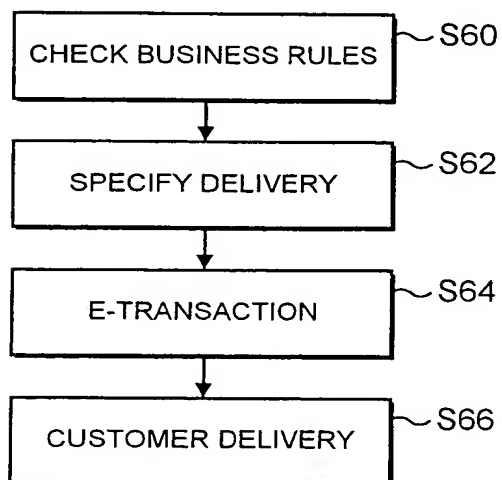 CHECK BUSINESS RULES
S60
SPECIFY DELIVERY
S62
E-TRANSACTION
S64
CUSTOMER DELIVERY
S66